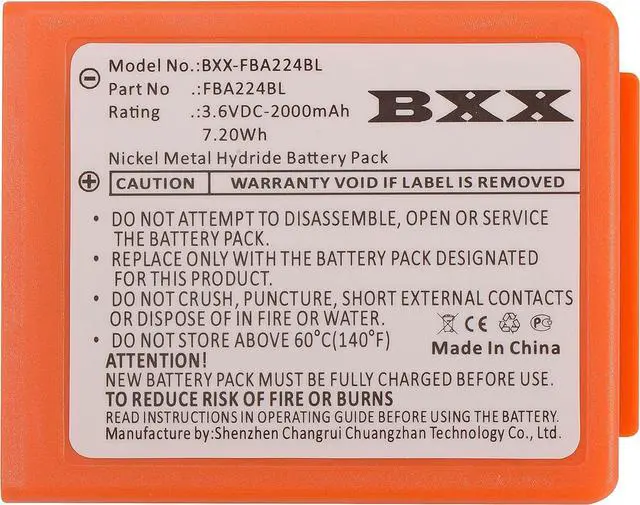 Model No.:BXX-FBA224BL
Part No .:FBA224BL
Rating .:3.6VDC-2000mAh
7.20Wh
BXX
Nickel Metal Hydride Battery Pack
CAUTION WARRANTY VOID IF LABEL IS REMOVED
• DO NOT ATTEMPT TO DISASSEMBLE, OPEN OR SERVICE
THE BATTERY PACK.
• REPLACE ONLY WITH THE BATTERY PACK DESIGNATED
FOR THIS PRODUCT.
• DO NOT CRUSH, PUNCTURE, SHORT EXTERNAL CONTACTS
OR DISPOSE OF IN FIRE OR WATER.
• DO NOT STORE ABOVE 60°C(140°F)
CE
Made In China
ATTENTION!
NEW BATTERY PACK MUST BE FULLY CHARGED BEFORE USE.
TO REDUCE RISK OF FIRE OR BURNS
READ INSTRUCTIONS IN OPERATING GUIDE BEFORE USING THE BATTERY.
Manufacture by:Shenzhen Changrui Chuangzhan Technology Co., Ltd.